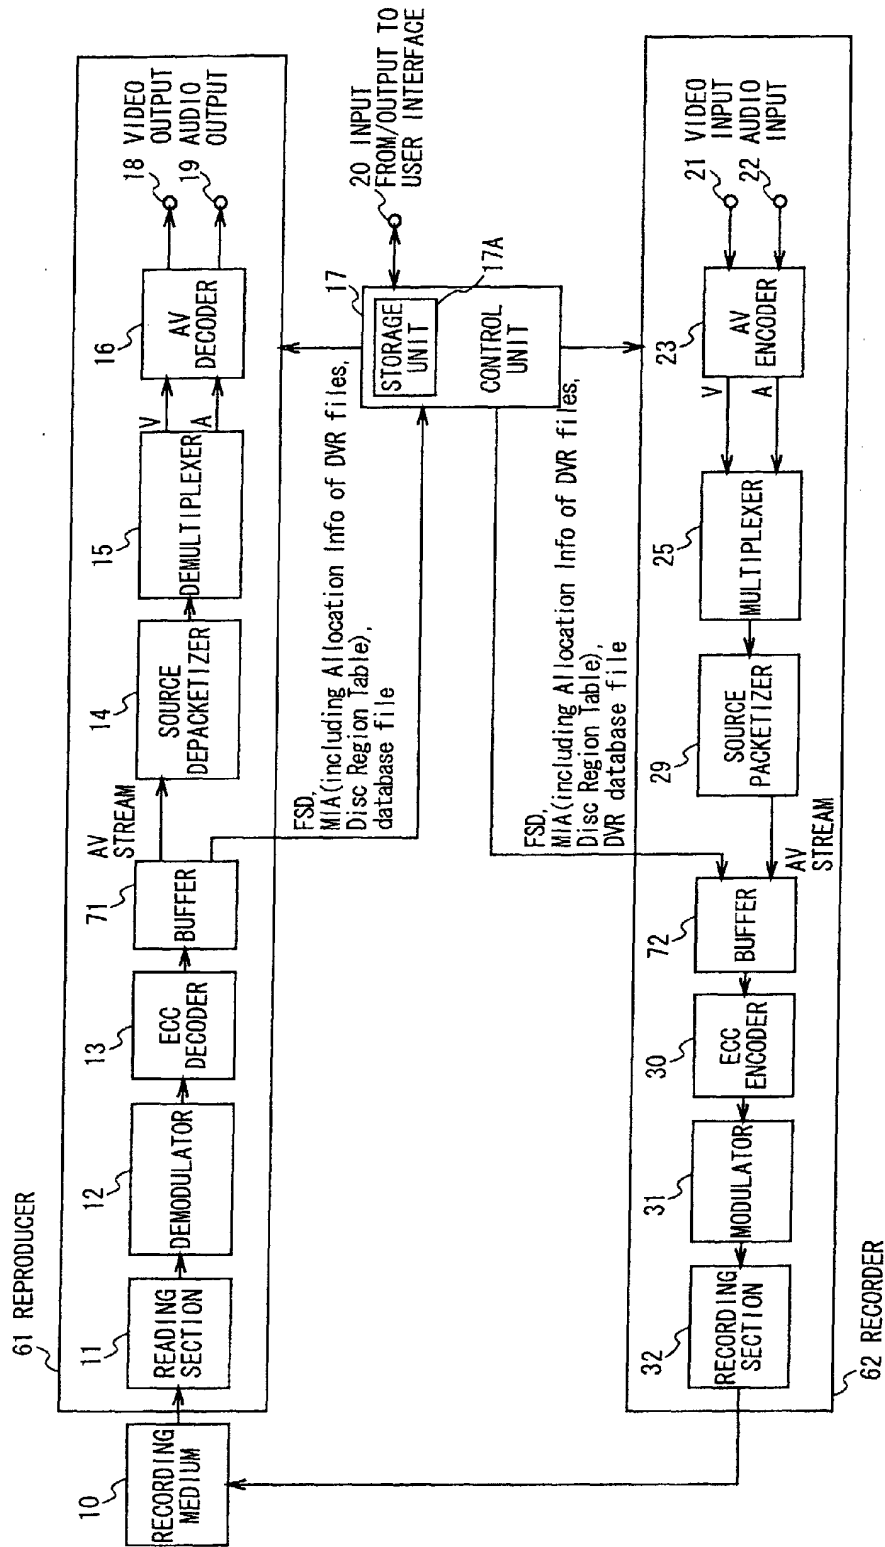 61 REPRODUCER
10
RECORDING
MEDIUM
11
READING
SECTION
12
DEMODULATOR
13
ECC
DECODER
71
BUFFER
AV
STREAM
14
SOURCE
DEPACKETIZER
15
DEMULTIPLEXER
V
A
16
AV
DECODER
18 VIDEO
OUTPUT
19 AUDIO
OUTPUT
FSD,
MIA(including Allocation Info of DVR files,
Disc Region Table),
database file
17
STORAGE
UNIT
17A
CONTROL
UNIT
20 INPUT
FROM/OUTPUT TO
USER INTERFACE
FSD,
MIA(including Allocation Info of DVR files,
Disc Region Table),
DVR database file
32
RECORDING
SECTION
31
MODULATOR
30
ECC
ENCODER
72
BUFFER
AV
STREAM
29
SOURCE
PACKETIZER
25
MULTIPLEXER
V
A
23
AV
ENCODER
21 VIDEO
INPUT
22 AUDIO
INPUT
62 RECORDER